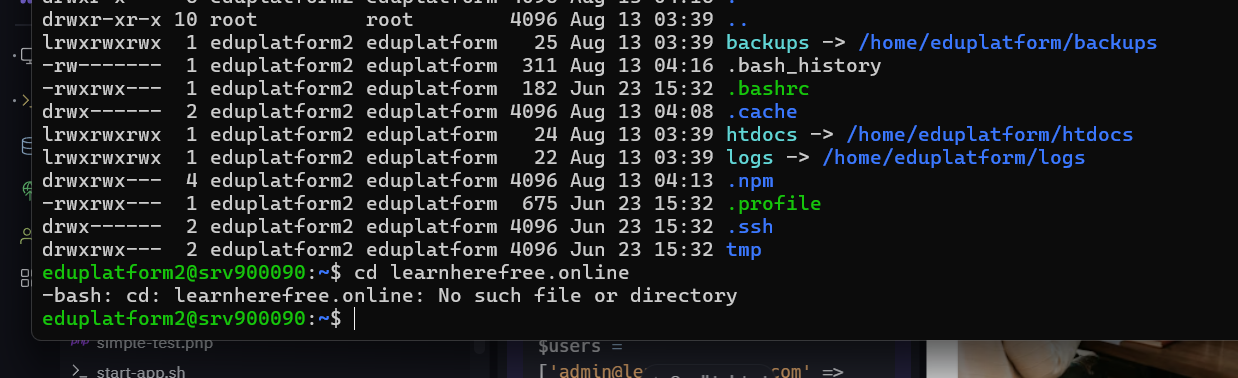 drwxr-xr-x 10 root root 4096 Aug 13 03:39 ..
lrwxrwxrwx 1 eduplatform2 eduplatform 25 Aug 13 03:39 backups -> /home/eduplatform/backups
-rw------- 1 eduplatform2 eduplatform 311 Aug 13 04:16 .bash_history
-rwxrwx--- 1 eduplatform2 eduplatform 182 Jun 23 15:32 .bashrc
drwx------ 2 eduplatform2 eduplatform 4096 Aug 13 04:08 .cache
lrwxrwxrwx 1 eduplatform2 eduplatform 24 Aug 13 03:39 htdocs -> /home/eduplatform/htdocs
lrwxrwxrwx 1 eduplatform2 eduplatform 22 Aug 13 03:39 logs -> /home/eduplatform/logs
drwxrwx--- 4 eduplatform2 eduplatform 4096 Aug 13 04:13 .npm
-rwxrwx--- 1 eduplatform2 eduplatform 675 Jun 23 15:32 .profile
drwx------ 2 eduplatform2 eduplatform 4096 Jun 23 15:32 .ssh
drwxrwx--- 2 eduplatform2 eduplatform 4096 Jun 23 15:32 tmp
eduplatform2@srv900090:~$ cd learnherefree.online
-bash: cd: learnherefree.online: No such file or directory
eduplatform2@srv900090:~$
simple-test.php
$users =
start-app.sh
['admin@le com' =>